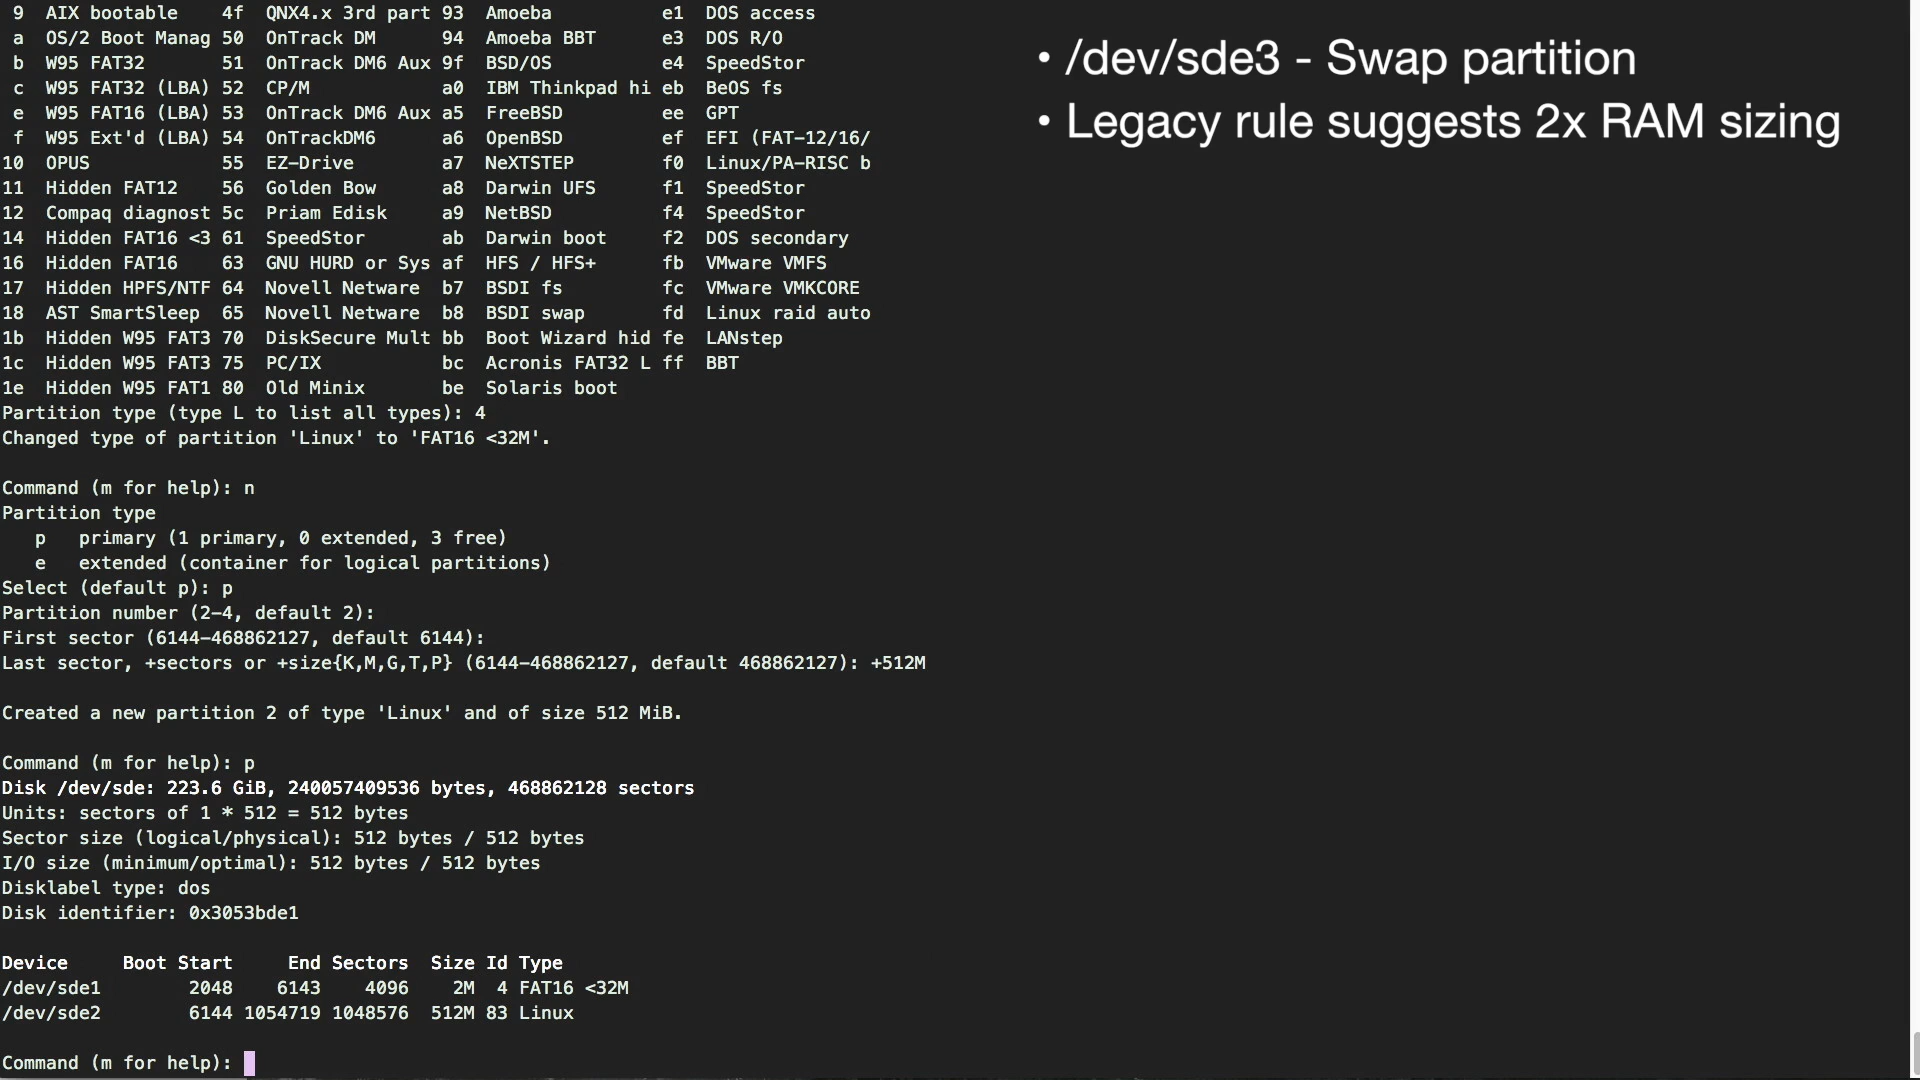 9  AIX bootable    4f  QNX4.x 3rd part 93  Amoeba          e1  DOS access
a  OS/2 Boot Manag 50  OnTrack DM      94  Amoeba BBT      e3  DOS R/O
b  W95 FAT32       51  OnTrack DM6 Aux 9f  BSD/OS          e4  SpeedStor
c  W95 FAT32 (LBA) 52  CP/M            a0  IBM Thinkpad hi eb  BeOS fs
e  W95 FAT16 (LBA) 53  OnTrack DM6 Aux a5  FreeBSD         ee  GPT
f  W95 Ext'd (LBA) 54  OnTrackDM6      a6  OpenBSD         ef  EFI (FAT-12/16/
10  OPUS            55  EZ-Drive        a7  NeXTSTEP        f0  Linux/PA-RISC b
11  Hidden FAT12    56  Golden Bow      a8  Darwin UFS      f1  SpeedStor
12  Compaq diagnost 5c  Priam Edisk     a9  NetBSD          f4  SpeedStor
14  Hidden FAT16 <3 61  SpeedStor       ab  Darwin boot     f2  DOS secondary
16  Hidden FAT16    63  GNU HURD or Sys af  HFS / HFS+      fb  VMware VMFS
17  Hidden HPFS/NTF 64  Novell Netware  b7  BSDI fs         fc  VMware VMKCORE
18  AST SmartSleep  65  Novell Netware  b8  BSDI swap       fd  Linux raid auto
1b  Hidden W95 FAT3 70  DiskSecure Mult bb  Boot Wizard hid fe  LANstep
1c  Hidden W95 FAT3 75  PC/IX           bc  Acronis FAT32 L ff  BBT
1e  Hidden W95 FAT1 80  Old Minix       be  Solaris boot
Partition type (type L to list all types): 4
Changed type of partition 'Linux' to 'FAT16 <32M'.
Command (m for help): n
Partition type
p   primary (1 primary, 0 extended, 3 free)
e   extended (container for logical partitions)
Select (default p): p
Partition number (2-4, default 2):
First sector (6144-468862127, default 6144):
Last sector, +sectors or +size{K,M,G,T,P} (6144-468862127, default 468862127): +512M
Created a new partition 2 of type 'Linux' and of size 512 MiB.
Command (m for help): p
Disk /dev/sde: 223.6 GiB, 240057409536 bytes, 468862128 sectors
Units: sectors of 1 * 512 = 512 bytes
Sector size (logical/physical): 512 bytes / 512 bytes
I/O size (minimum/optimal): 512 bytes / 512 bytes
Disklabel type: dos
Disk identifier: 0x3053bde1
Device     Boot Start     End Sectors  Size Id Type
/dev/sde1        2048    6143    4096    2M  4 FAT16 <32M
/dev/sde2        6144 1054719 1048576  512M 83 Linux
Command (m for help):
• /dev/sde3 - Swap partition
• Legacy rule suggests 2x RAM sizing